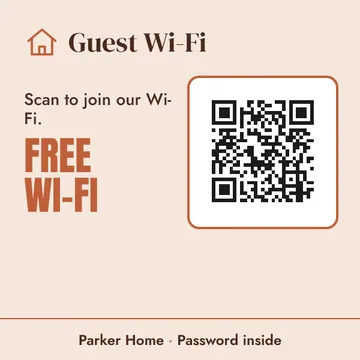 Guest Wi-Fi
Scan to join our Wi-
Fi.
FREE
WI-FI
Parker Home · Password inside